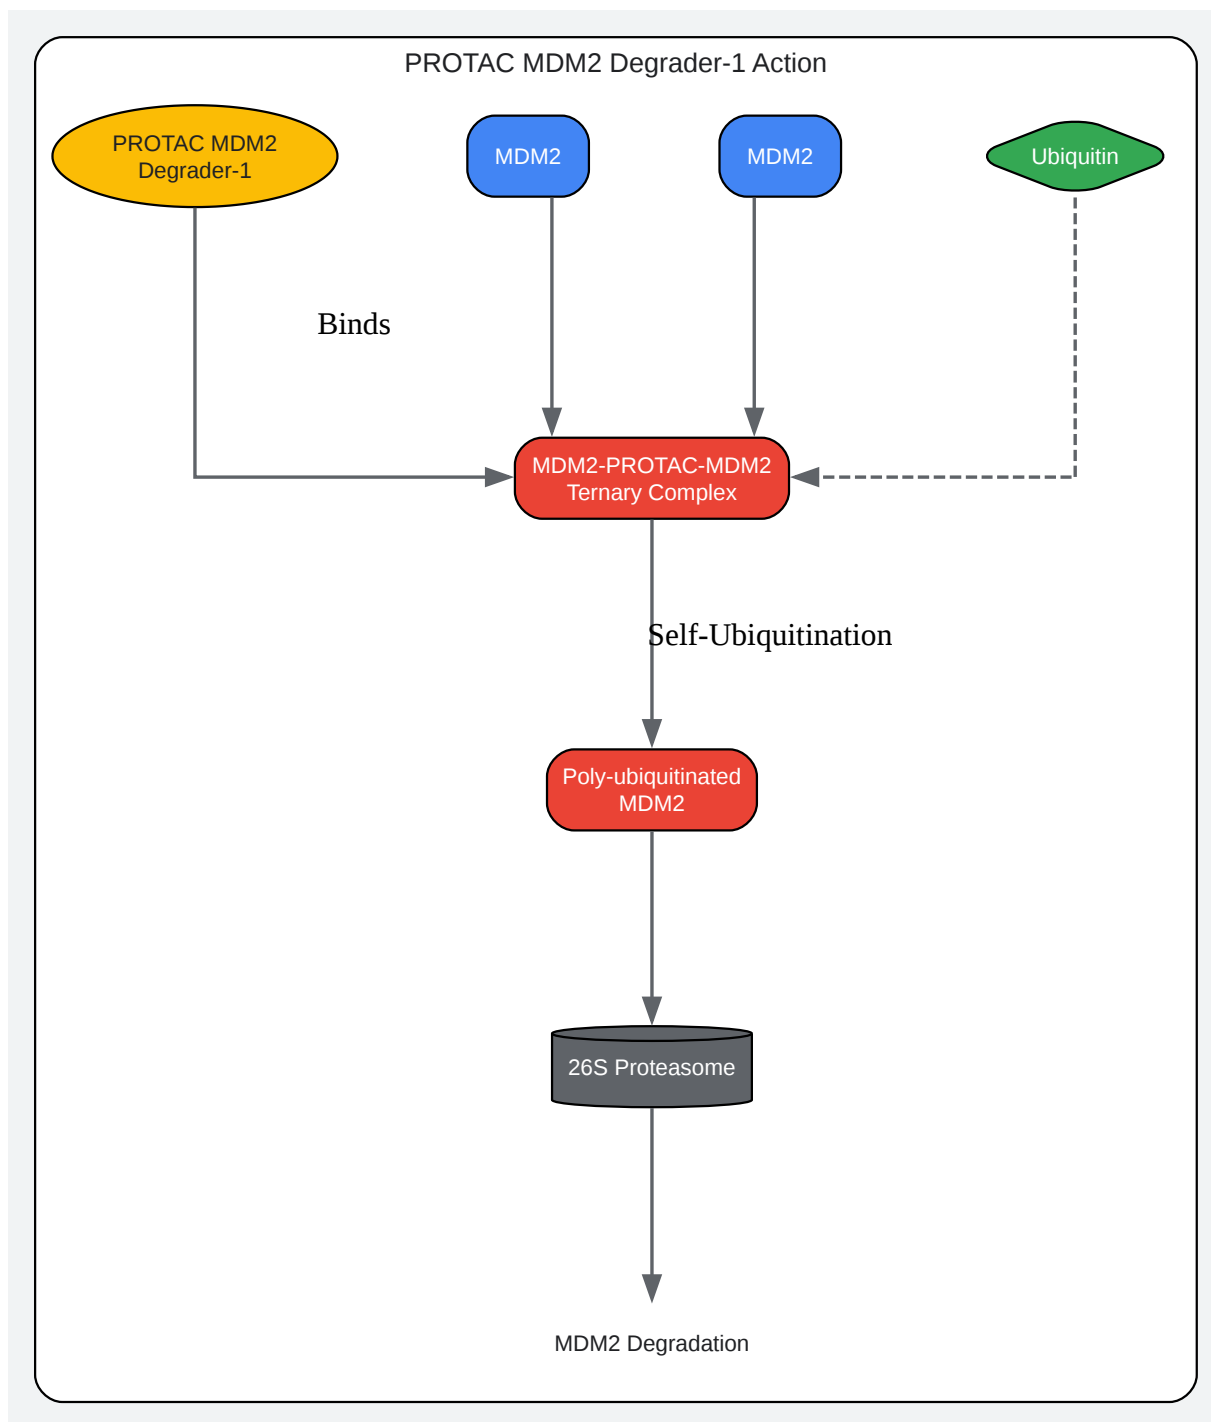 PROTAC MDM2 Degrader-1 Action
PROTAC MDM2
Degrader-1
MDM2
MDM2
Ubiquitin
Binds
MDM2-PROTAC-MDM2
Ternary Complex
Self-Ubiquitination
Poly-ubiquitinated
MDM2
26S Proteasome
MDM2 Degradation